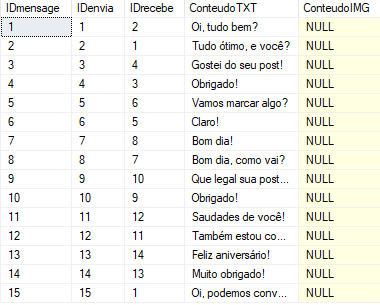 IDmensage IDenvia IDrecebe ConteudoTXT ConteudoIMG
1 1 2 Oi, tudo bem? NULL
2 2 1 Tudo ótimo, e você? NULL
3 3 4 Gostei do seu post! NULL
4 4 3 Obrigado! NULL
5 5 6 Vamos marcar algo? NULL
6 6 5 Claro! NULL
7 7 8 Bom dia! NULL
8 8 7 Bom dia, como vai? NULL
9 9 10 Que legal sua post... NULL
10 10 9 Obrigado! NULL
11 11 12 Saudades de você! NULL
12 12 11 Também estou co... NULL
13 13 14 Feliz aniversário! NULL
14 14 13 Muito obrigado! NULL
15 15 1 Oi, podemos conv... NULL